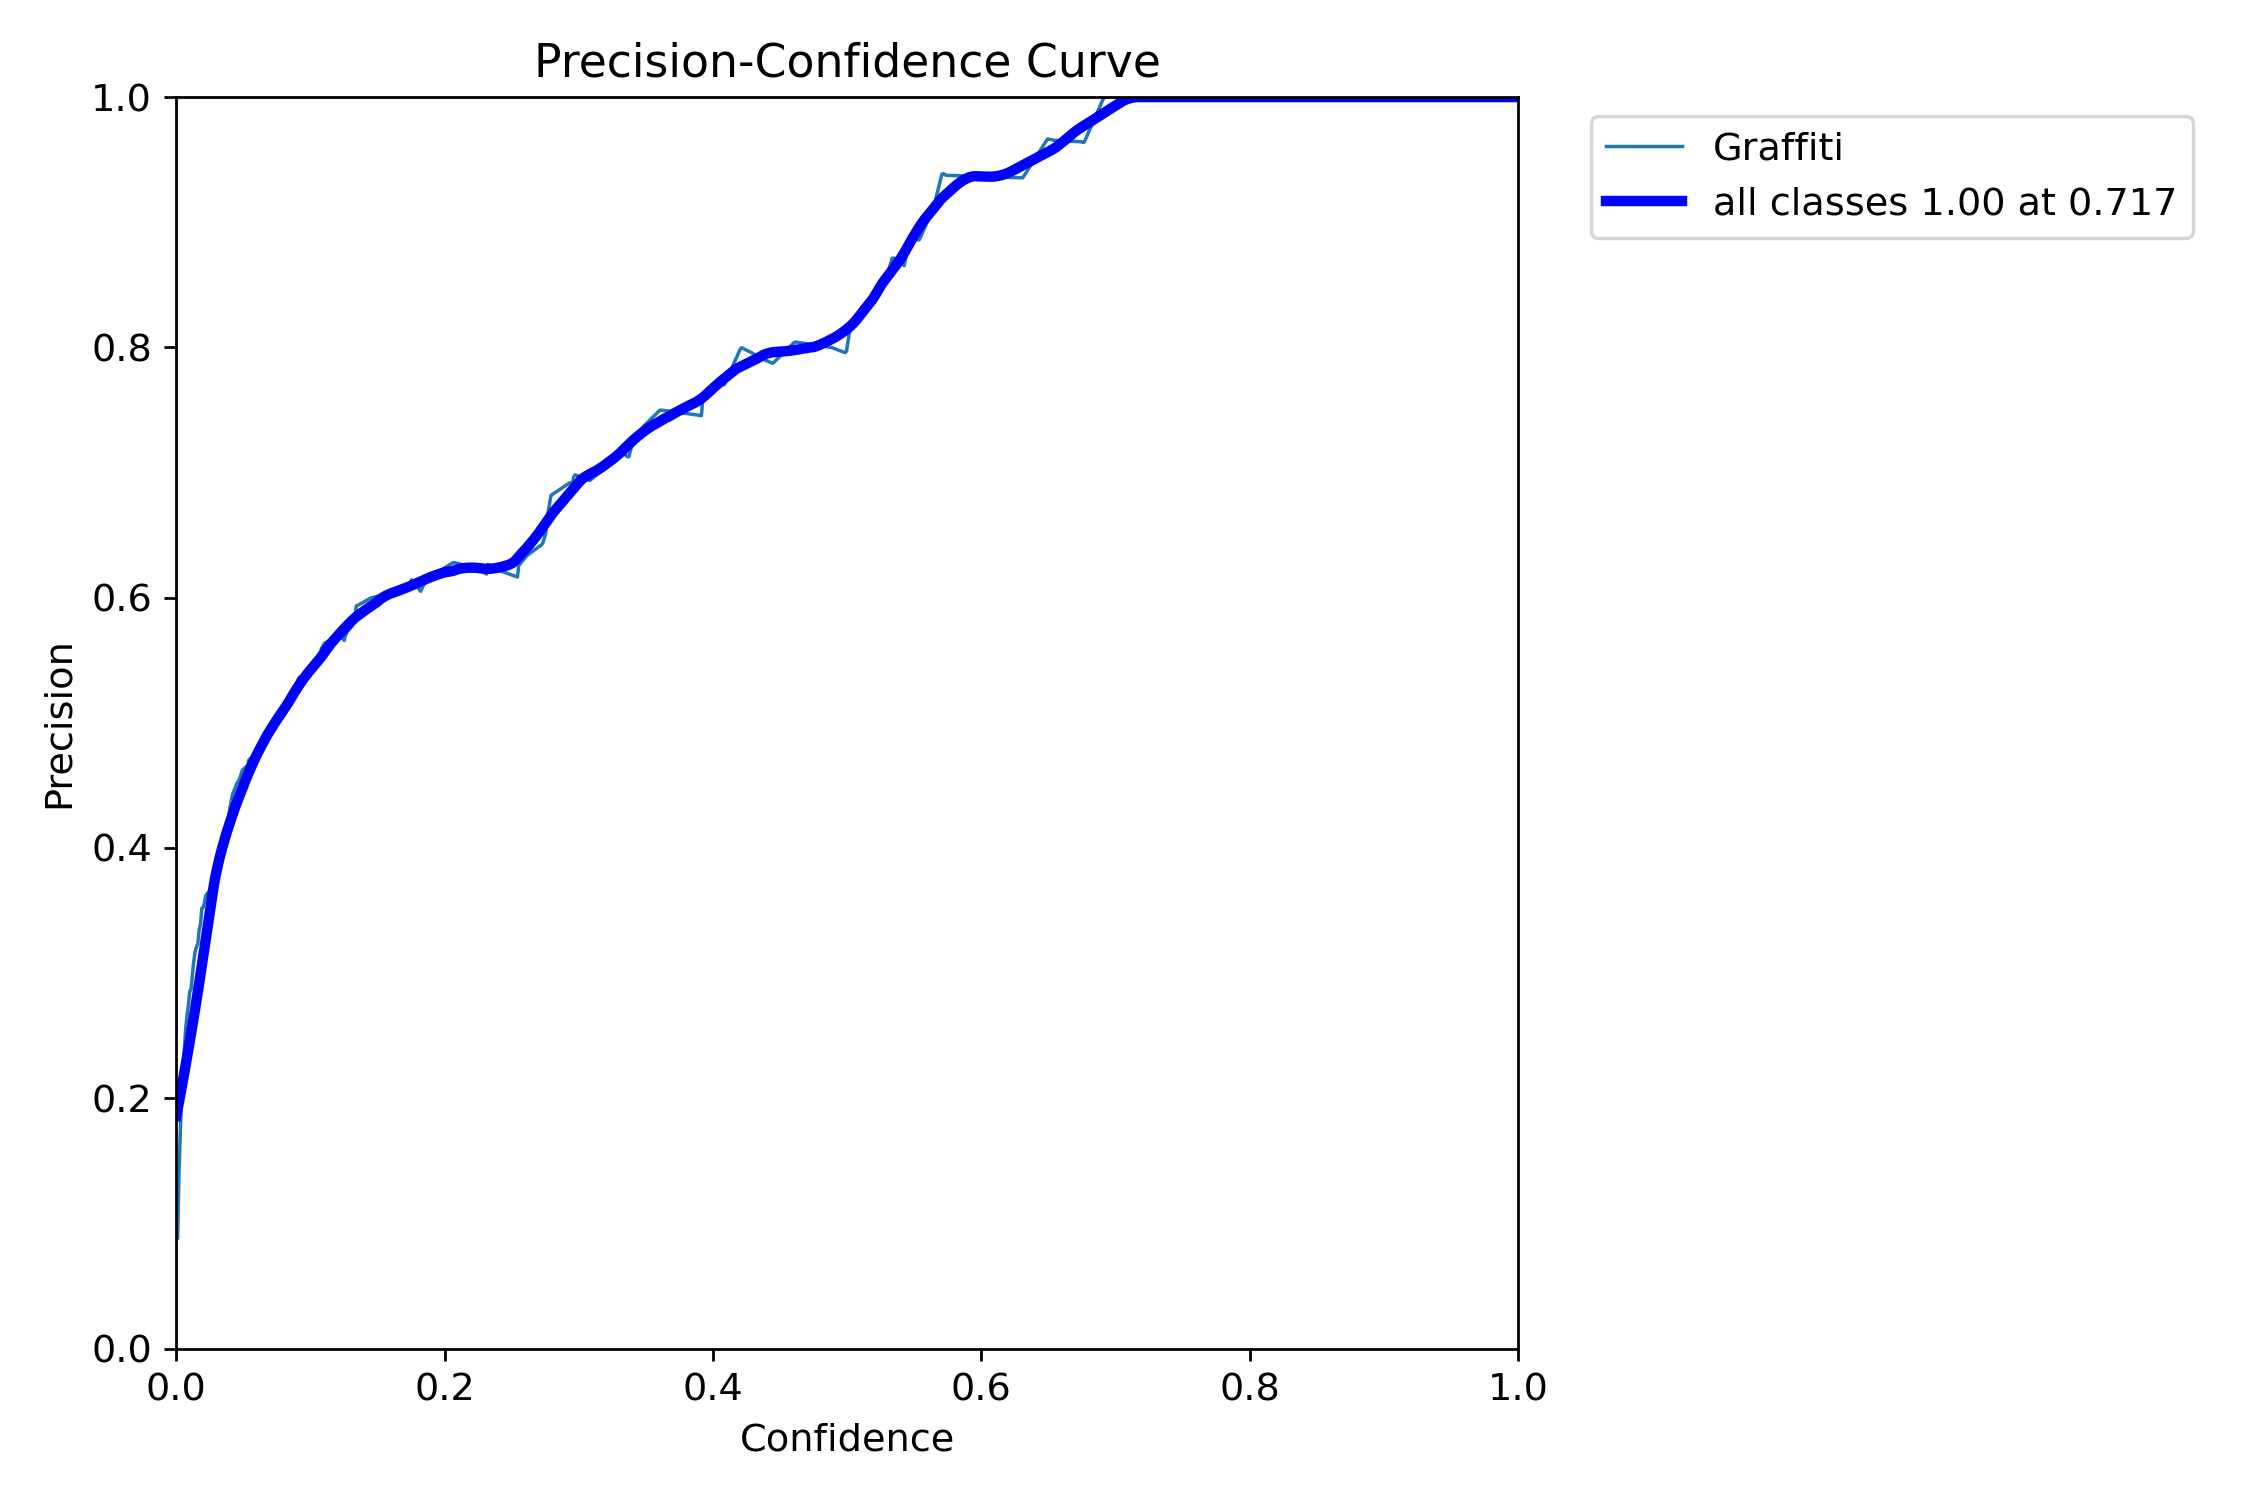 Precision-Confidence Curve
1.0
0.8
0.6
0.4
0.2
0.0
Precision
0.0 0.2 0.4 0.6 0.8 1.0
Confidence
Graffiti
all classes 1.00 at 0.717